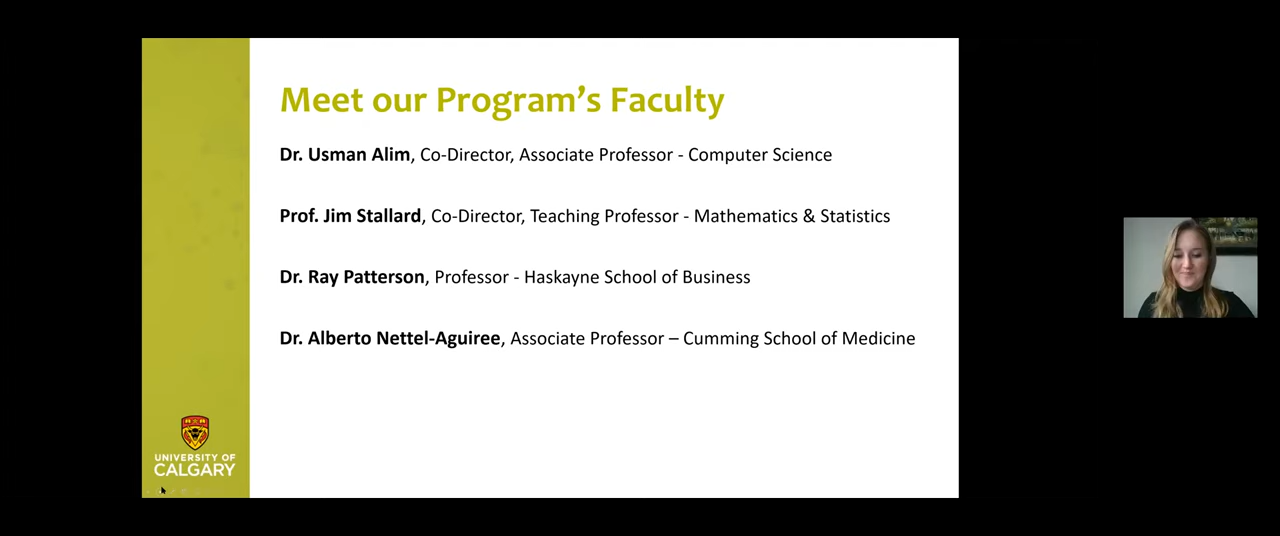 Meet our Program's Faculty
Dr. Usman Alim, Co-Director, Associate Professor - Computer Science
Prof. Jim Stallard, Co-Director, Teaching Professor - Mathematics & Statistics
Dr. Ray Patterson, Professor - Haskayne School of Business
Dr. Alberto Nettel-Aguiree, Associate Professor – Cumming School of Medicine
UNIVERSITY OF
CALGARY